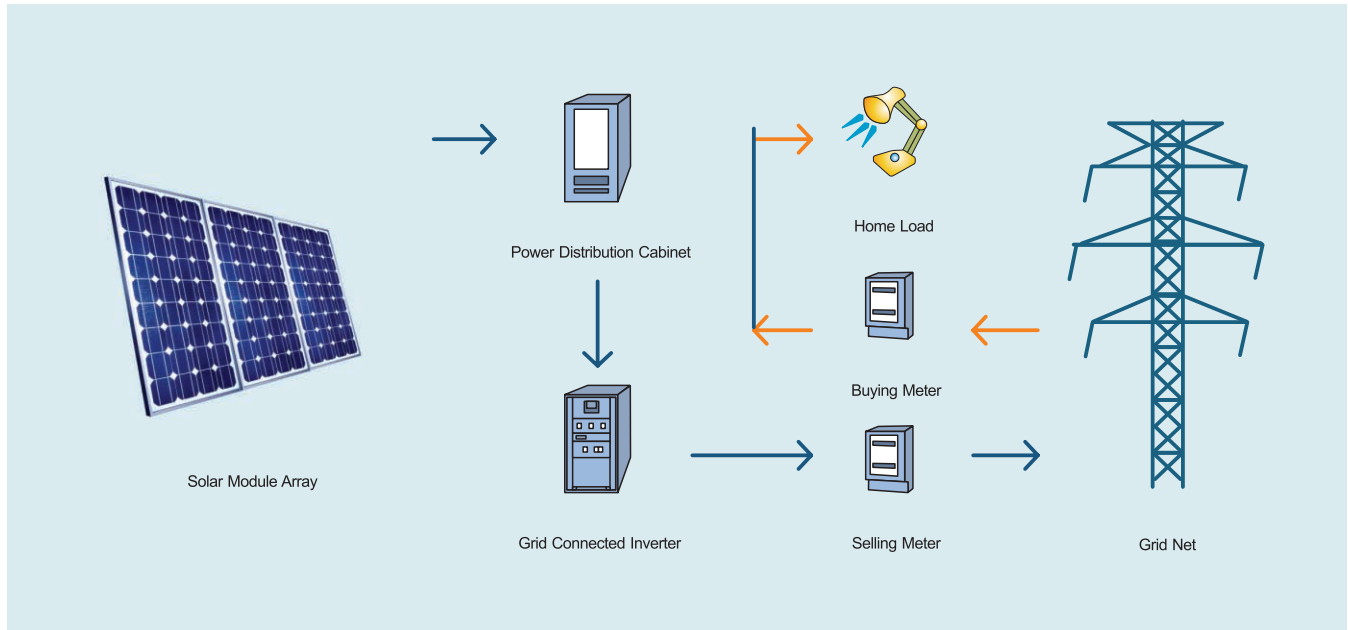 Home Load
Power Distribution Cabinet
Buying Meter
Solar Module Array
Grid Connected Inverter
Selling Meter
Grid Net